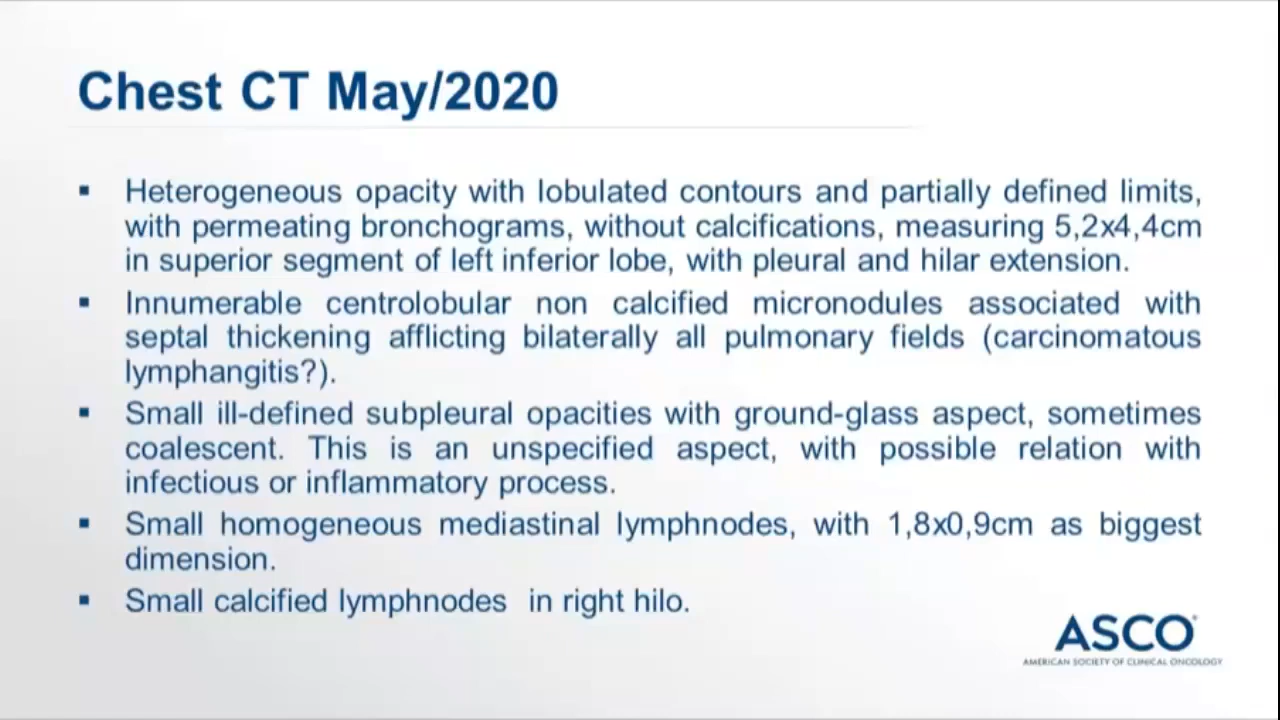 Chest CT May/2020
▪ Heterogeneous opacity with lobulated contours and partially defined limits,
with permeating bronchograms, without calcifications, measuring 5,2x4,4cm
in superior segment of left inferior lobe, with pleural and hilar extension.
▪ Innumerable centrolobular non calcified micronodules associated with
septal thickening afflicting bilaterally all pulmonary fields (carcinomatous
lymphangitis?).
▪ Small ill-defined subpleural opacities with ground-glass aspect, sometimes
coalescent. This is an unspecified aspect, with possible relation with
infectious or inflammatory process.
▪ Small homogeneous mediastinal lymphnodes, with 1,8x0,9cm as biggest
dimension.
▪ Small calcified lymphnodes in right hilo.
ASCO
AMERICAN SOCIETY OF CLINICAL ONCOLOGY